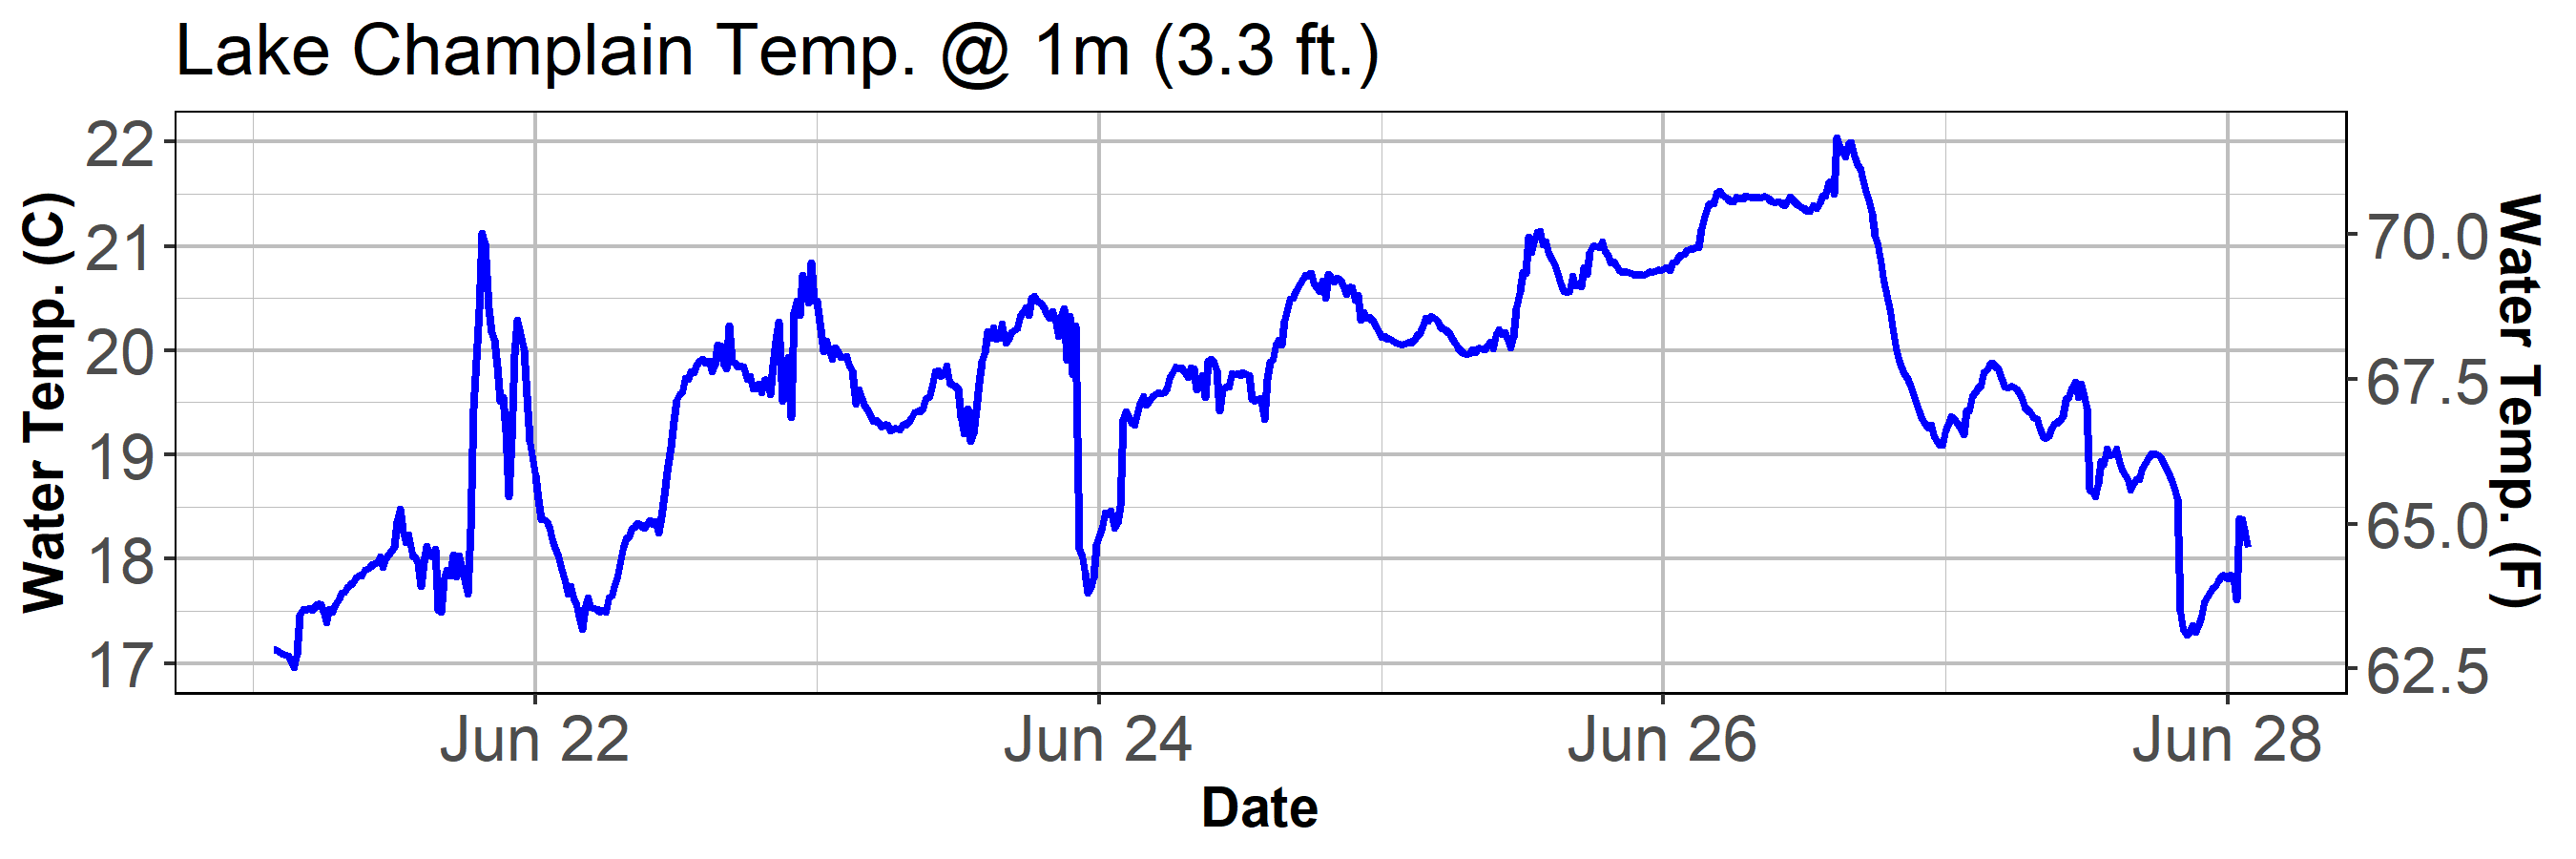 Lake Champlain Temp. @ 1m (3.3 ft.)
Water Temp. (C)
22
21
20
19
18
17
70.0
67.5
65.0
62.5
Water Temp. (F)
Jun 22
Jun 24
Jun 26
Jun 28
Date